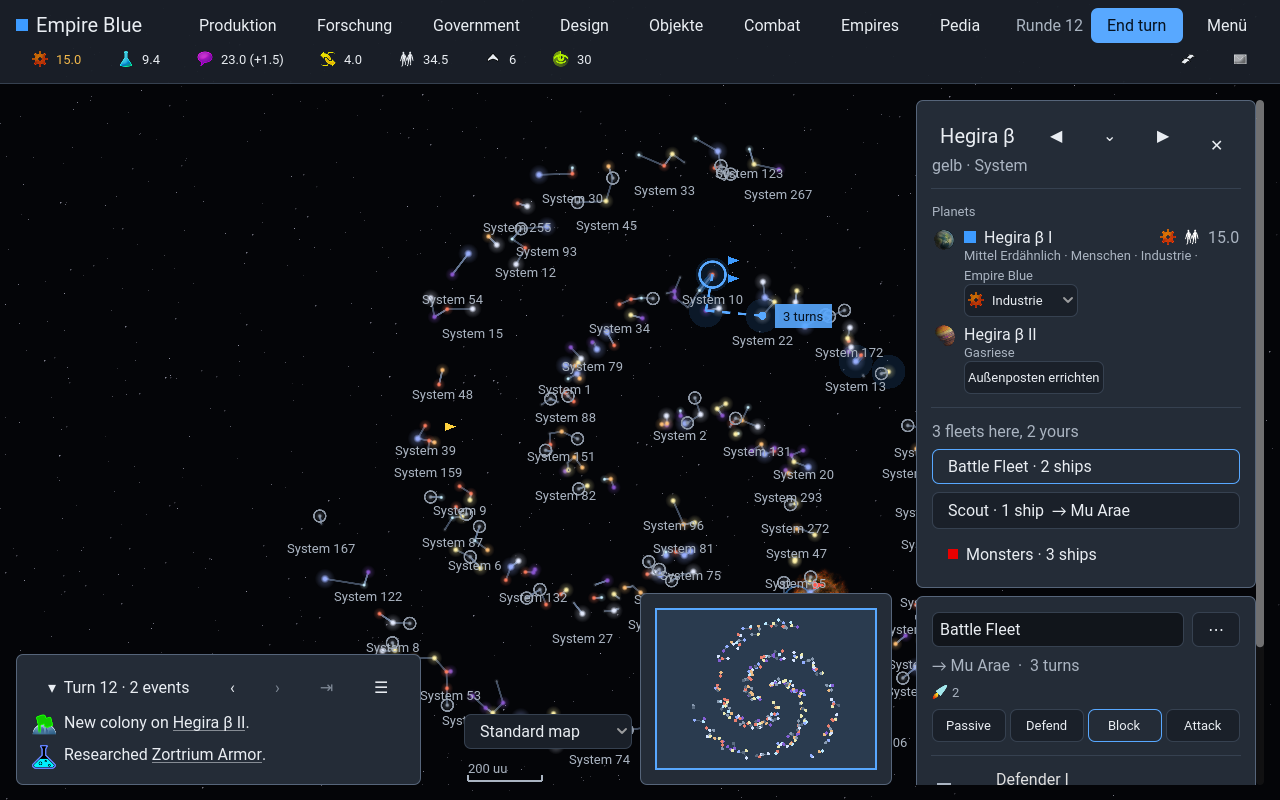 Empire Blue
Produktion
Forschung
Government
Design
Objekte
Combat
Empires
Pedia
Runde 12
End turn
Menü
15.0
9.4
23.0 (+1.5)
4.0
34.5
6
30
System 123
System 33
System 267
System 30
System 45
System 255
System 93
System 12
System 54
System 10
System 15
System 34
3 turns
System 22
System 172
System 79
System 13
System 1
System 48
System 88
System 2
System 39
System 151
System 131
System 159
System 20
System 82
System 293
System 9
System 96
System 272
System 87
System 81
System 47
System 167
System 6
System 75
System 65
System 122
System 132
System 27
System 8
System 53
System 74
Hegira β
gelb · System
Planets
Hegira β I
15.0
Mittel Erdähnlich · Menschen · Industrie ·
Empire Blue
Industrie
Hegira β II
Gasriese
Außenposten errichten
3 fleets here, 2 yours
Battle Fleet · 2 ships
Scout · 1 ship → Mu Arae
Monsters · 3 ships
Battle Fleet
...
→ Mu Arae · 3 turns
2
Passive
Defend
Block
Attack
Defender I
Turn 12 · 2 events
New colony on Hegira β II.
Researched Zortrium Armor.
Standard map
200 uu